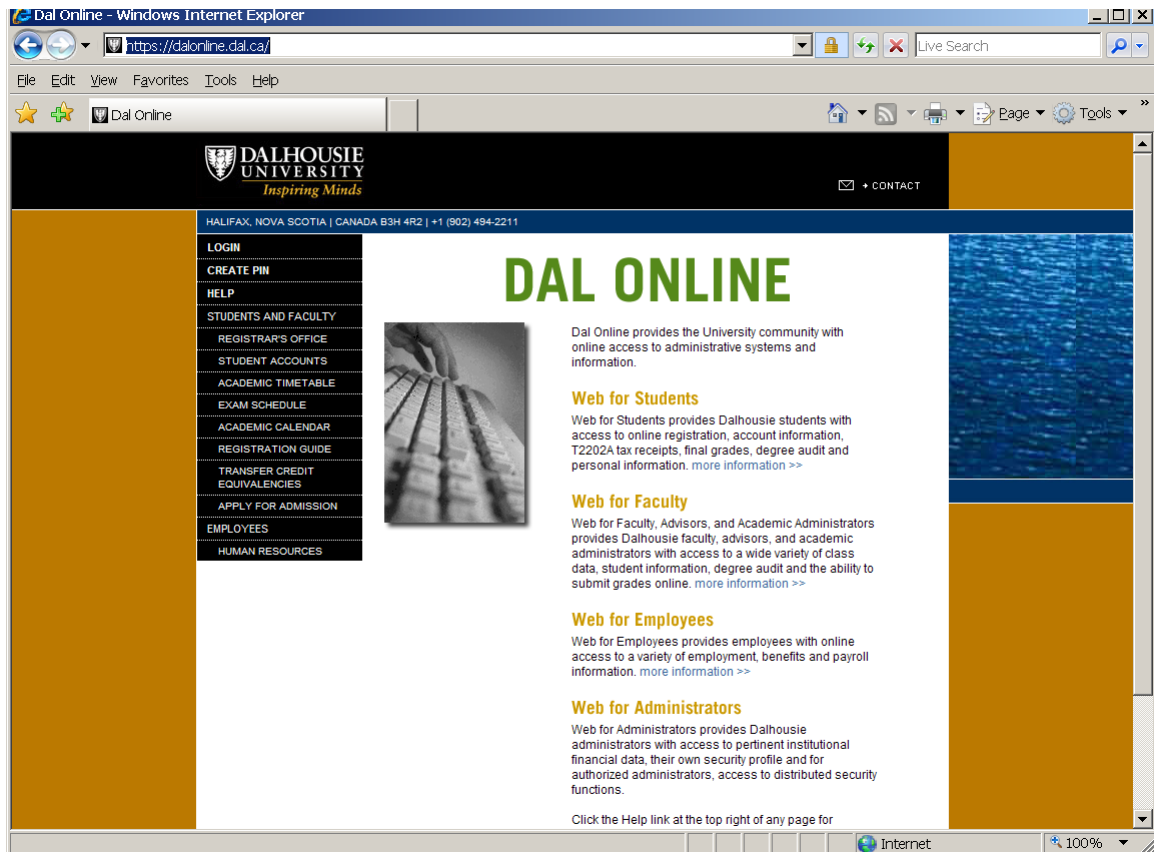 Dal Online - Windows Internet Explorer
https://dalonline.dal.ca/
Live Search
File Edit View Favorites Tools Help
Dal Online
Page Tools »
DALHOUSIE
UNIVERSITY
Inspiring Minds
+ CONTACT
HALIFAX, NOVA SCOTIA | CANADA B3H 4R2 | +1 (902) 494-2211
LOGIN
CREATE PIN
HELP
STUDENTS AND FACULTY
REGISTRAR'S OFFICE
STUDENT ACCOUNTS
ACADEMIC TIMETABLE
EXAM SCHEDULE
ACADEMIC CALENDAR
REGISTRATION GUIDE
TRANSFER CREDIT
EQUIVALENCIES
APPLY FOR ADMISSION
EMPLOYEES
HUMAN RESOURCES
DAL ONLINE
Dal Online provides the University community with
online access to administrative systems and
information.
Web for Students
Web for Students provides Dalhousie students with
access to online registration, account information,
T2202A tax receipts, final grades, degree audit and
personal information. more information >>
Web for Faculty
Web for Faculty, Advisors, and Academic Administrators
provides Dalhousie faculty, advisors, and academic
administrators with access to a wide variety of class
data, student information, degree audit and the ability to
submit grades online. more information >>
Web for Employees
Web for Employees provides employees with online
access to a variety of employment, benefits and payroll
information. more information >>
Web for Administrators
Web for Administrators provides Dalhousie
administrators with access to pertinent institutional
financial data, their own security profile and for
authorized administrators, access to distributed security
functions.
Click the Help link at the top right of any page for
Internet
100%